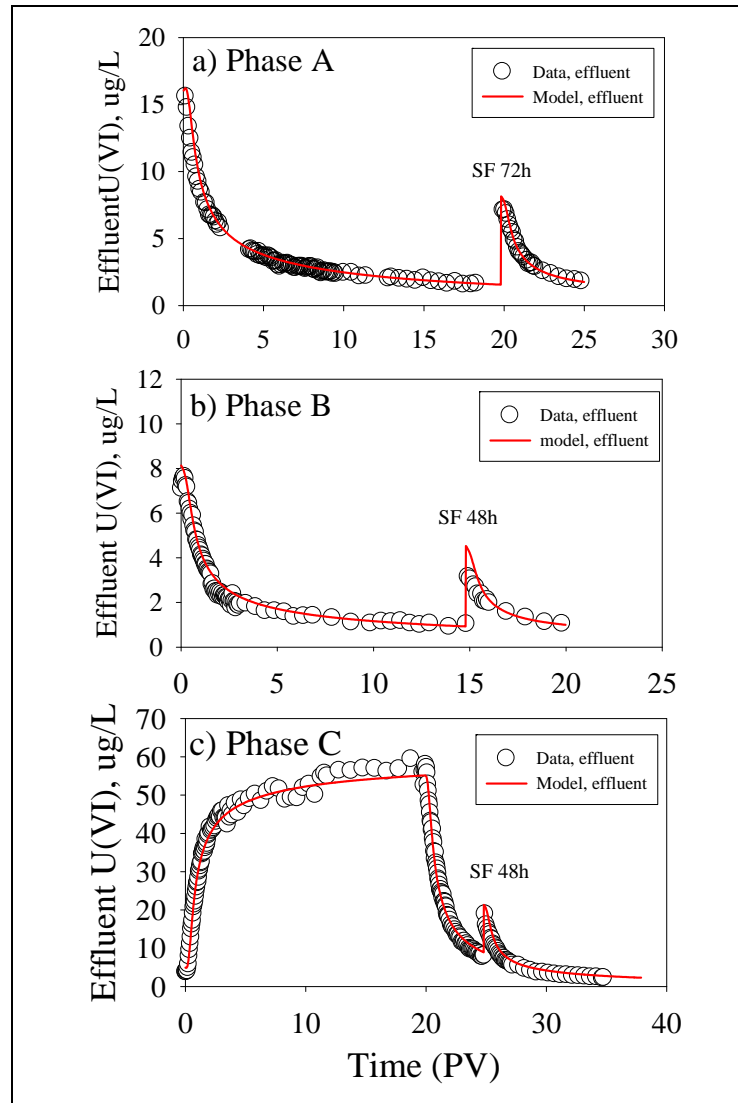 a) Phase A
Effluent U(VI), ug/L
20
15
10
5
0
Data, effluent
Model, effluent
SF 72h
0 5 10 15 20 25 30
b) Phase B
Effluent U(VI), ug/L
12
10
8
6
4
2
0
Data, effluent
model, effluent
SF 48h
0 5 10 15 20 25
c) Phase C
Effluent U(VI), ug/L
70
60
50
40
30
20
10
0
Data, effluent
Model, effluent
SF 48h
0 10 20 30 40
Time (PV)